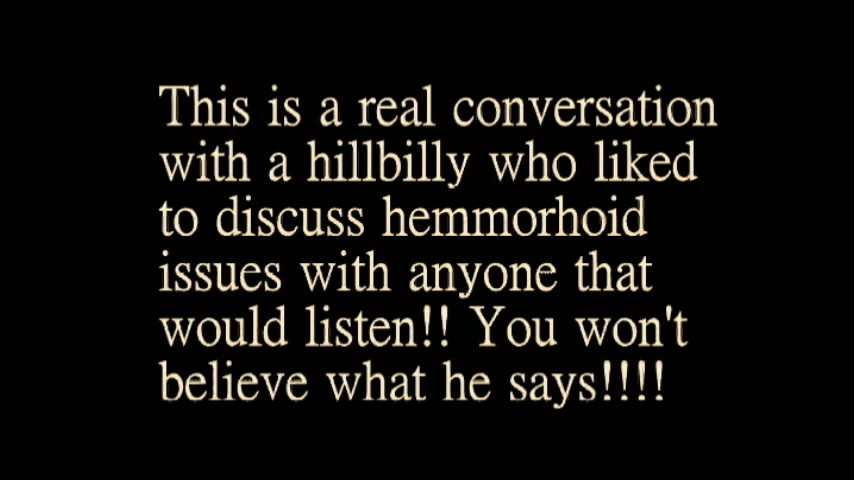 This is a real conversation
with a hillbilly who liked
to discuss hemmorhoid
issues with anyone that
would listen!! You won't
believe what he says!!!!